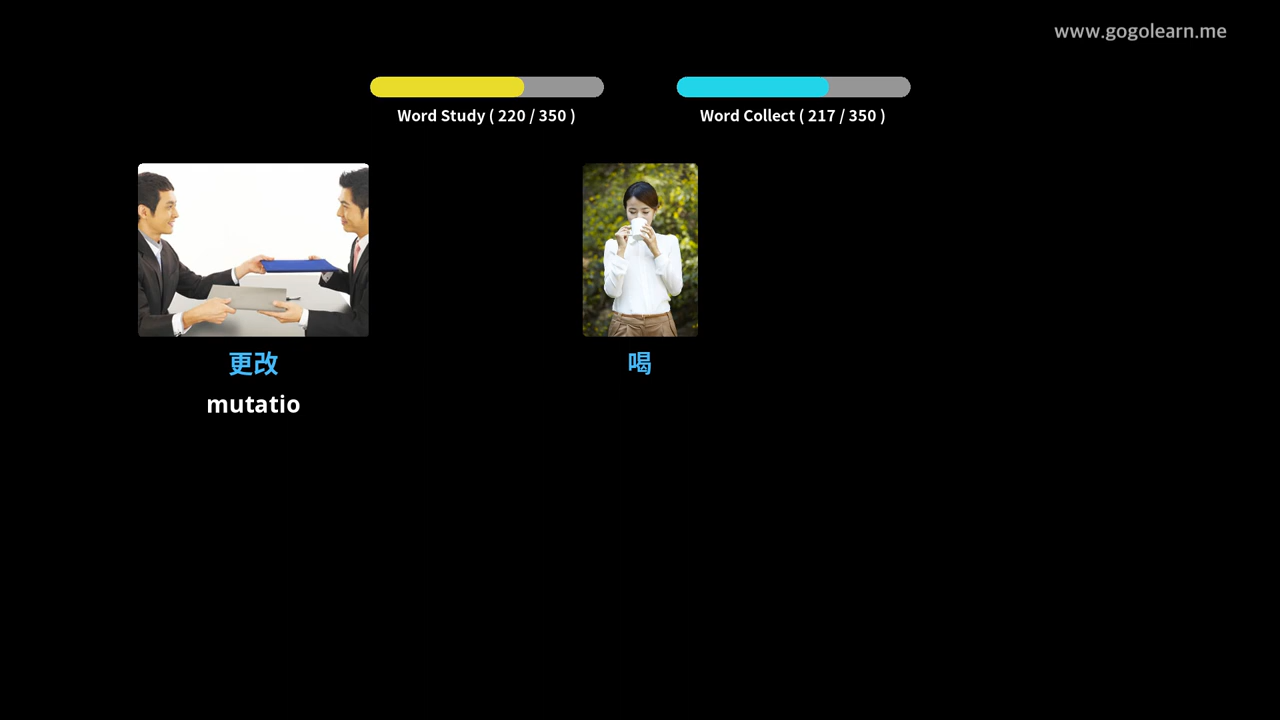 www.gogolearn.me
Word Study ( 220 / 350 )
Word Collect ( 217 / 350 )
更改
mutatio
喝